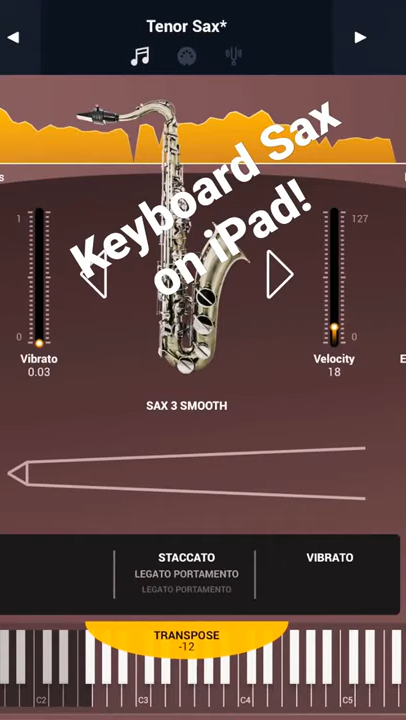 Tenor Sax*
Keyboard Sax
on iPad!
s
1
127
0
0
Vibrato
0.03
Velocity
18
E
SAX 3 SMOOTH
STACCATO
VIBRATO
LEGATO PORTAMENTO
LEGATO PORTAMENTO
TRANSPOSE
-12
C2
C3
C4
C5